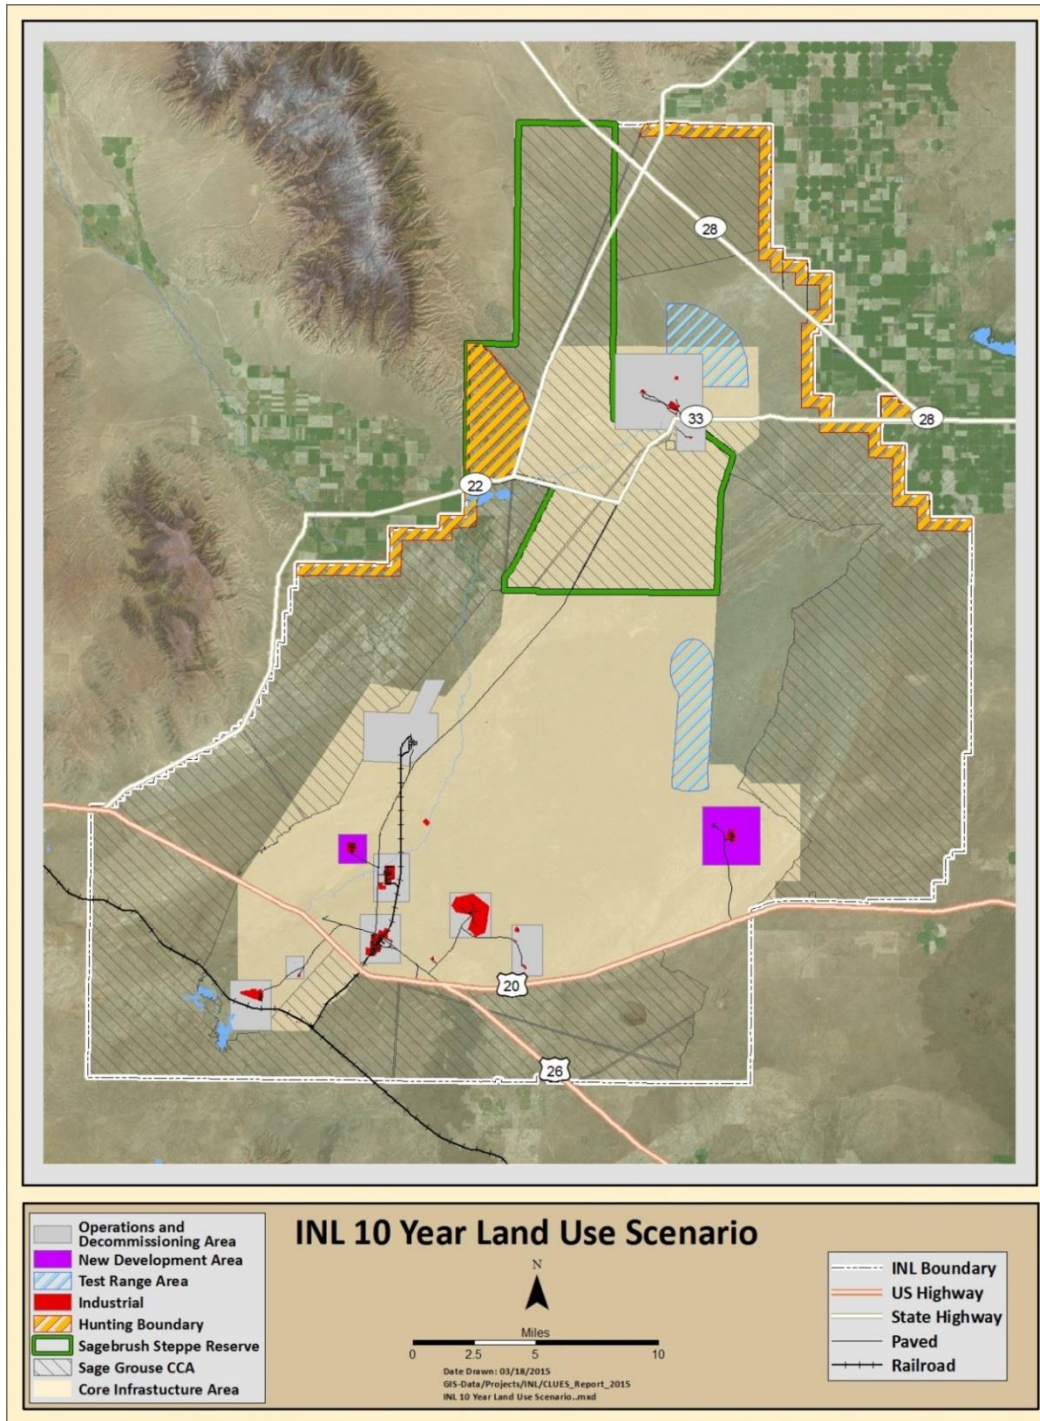 28
33
28
22
20
26
INL 10 Year Land Use Scenario
Operations and
Decommissioning Area
New Development Area
Test Range Area
Industrial
Hunting Boundary
Sagebrush Steppe Reserve
Sage Grouse CCA
Core Infrastucture Area
N
Miles
0 2.5 5 10
Date Drawn: 03/18/2015
GIS-Data/Projects/INL/CLUES_Report_2015
INL 10 Year Land Use Scenario..mxd
INL Boundary
US Highway
State Highway
Paved
Railroad